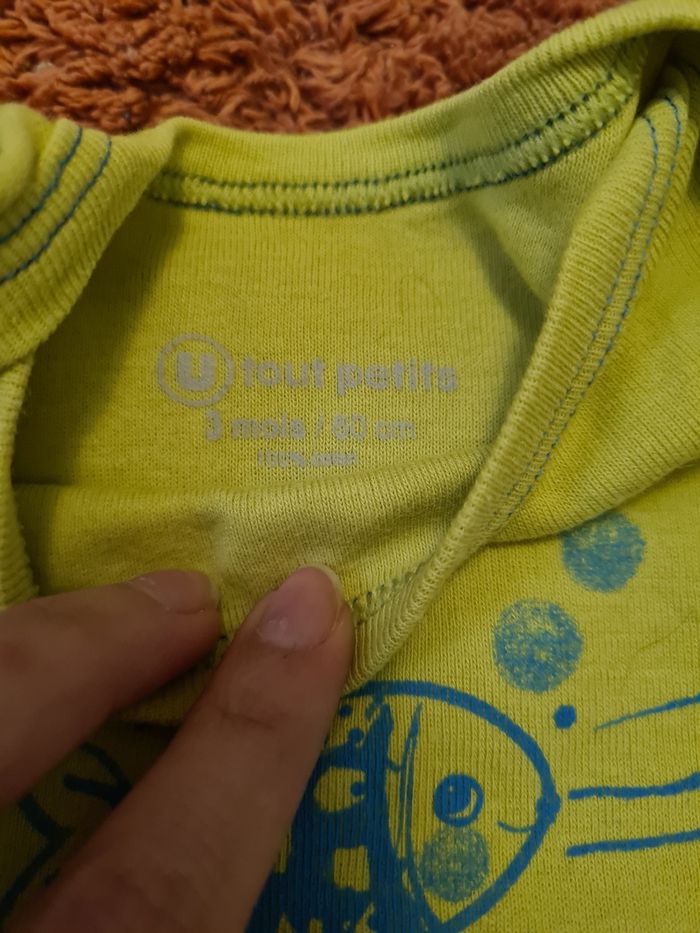 U tout petits
3 mois / 60 cm
100% coton